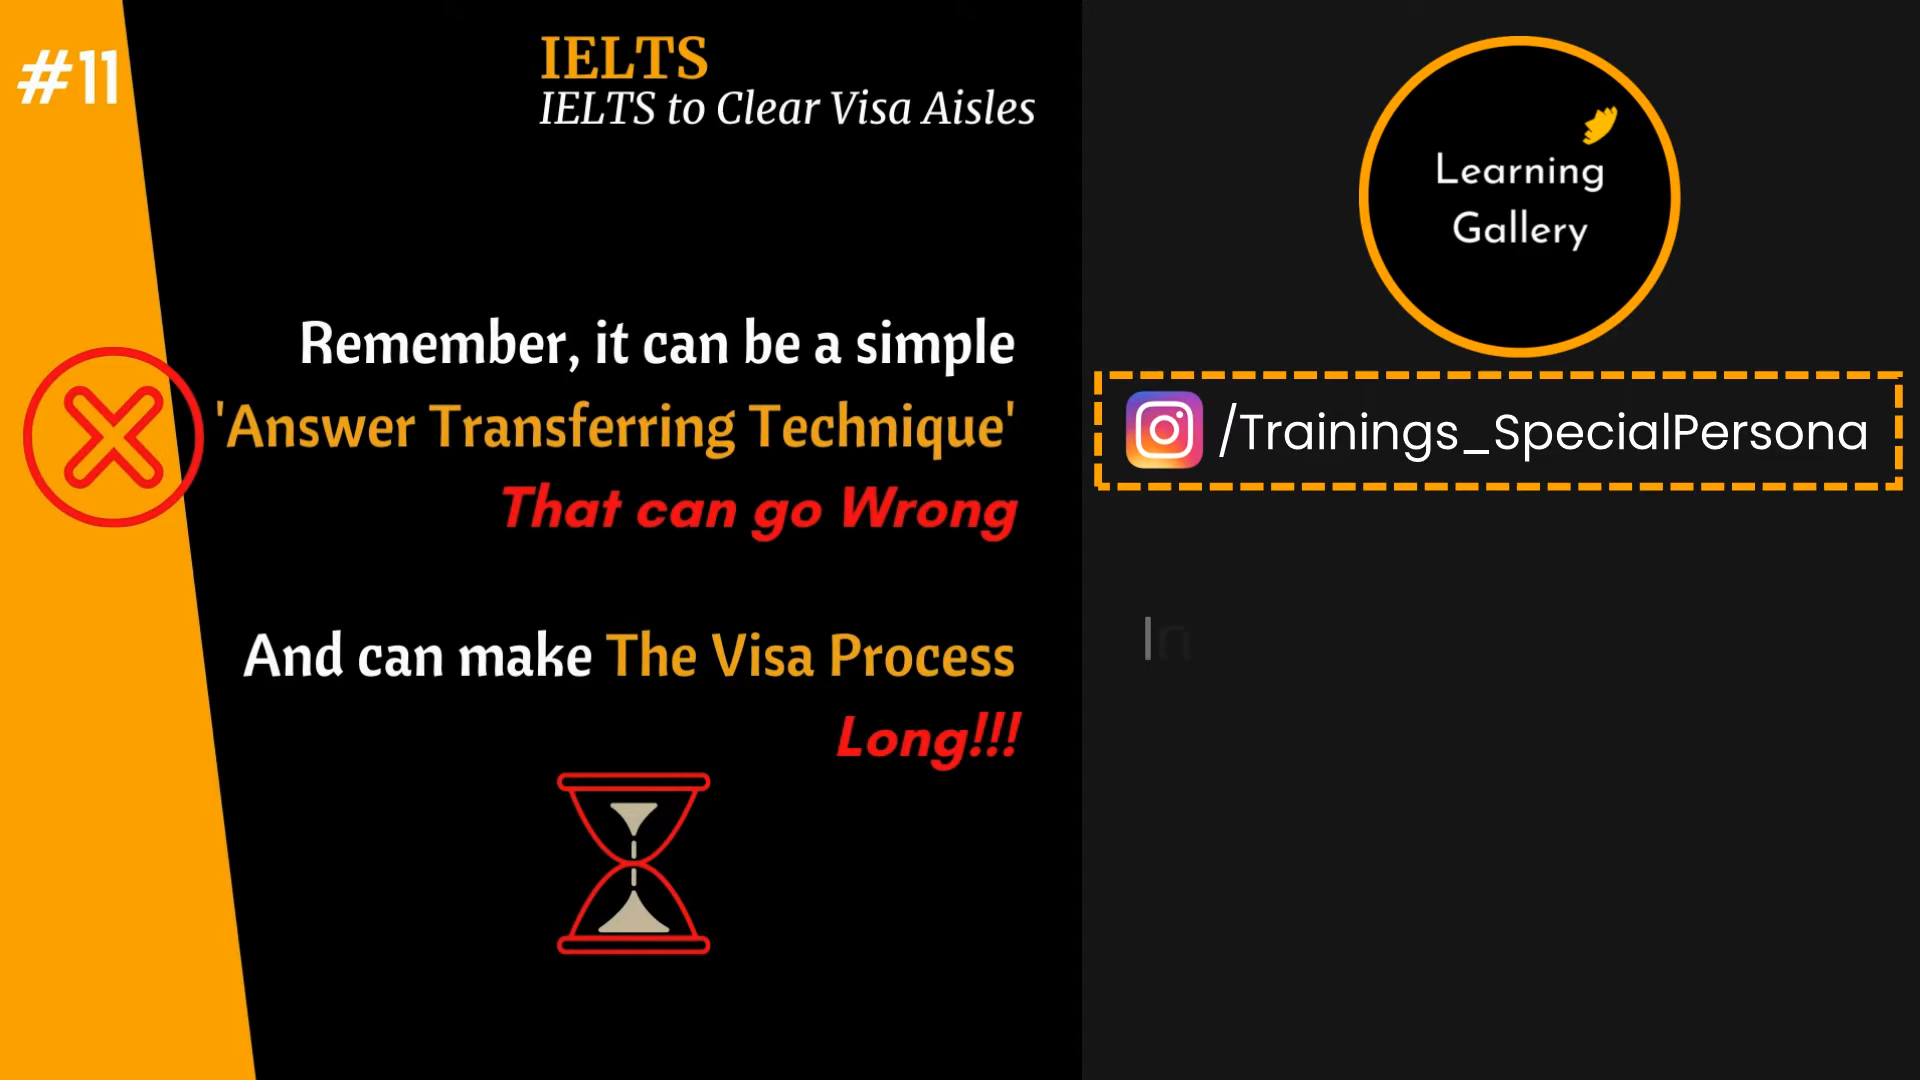 #11
IELTS
IELTS to Clear Visa Aisles
Remember, it can be a simple
'Answer Transferring Technique'
That can go Wrong
And can make The Visa Process
Long!!!
Learning
Gallery
/Trainings_SpecialPersona
In